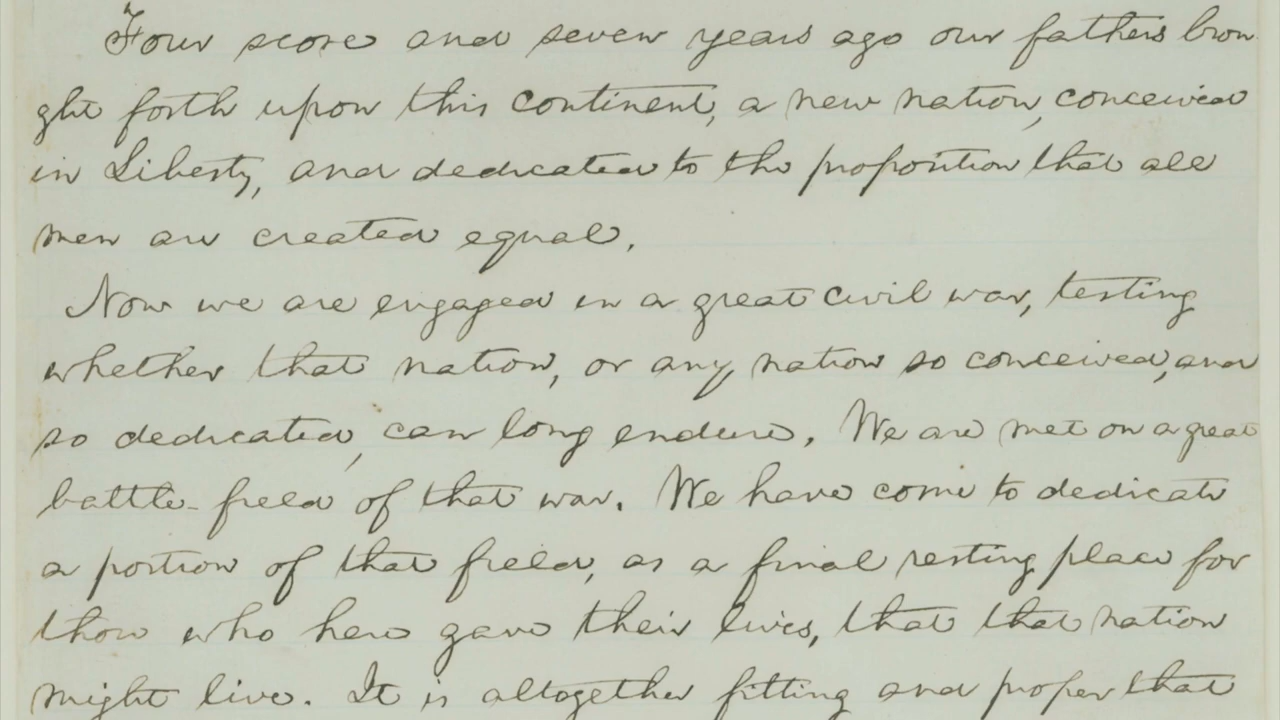 Four score and seven years ago our fathers brou-
ght forth upon this continent, a new nation, conceived
in Liberty, and dedicated to the proposition that all
men are created equal.
Now we are engaged in a great civil war, testing
whether that nation, or any nation so conceived, and
so dedicated, can long endure. We are met on a great
battle-field of that war. We have come to dedicate
a portion of that field, as a final resting place for
those who here gave their lives, that that nation
might live. It is altogether fitting and proper that